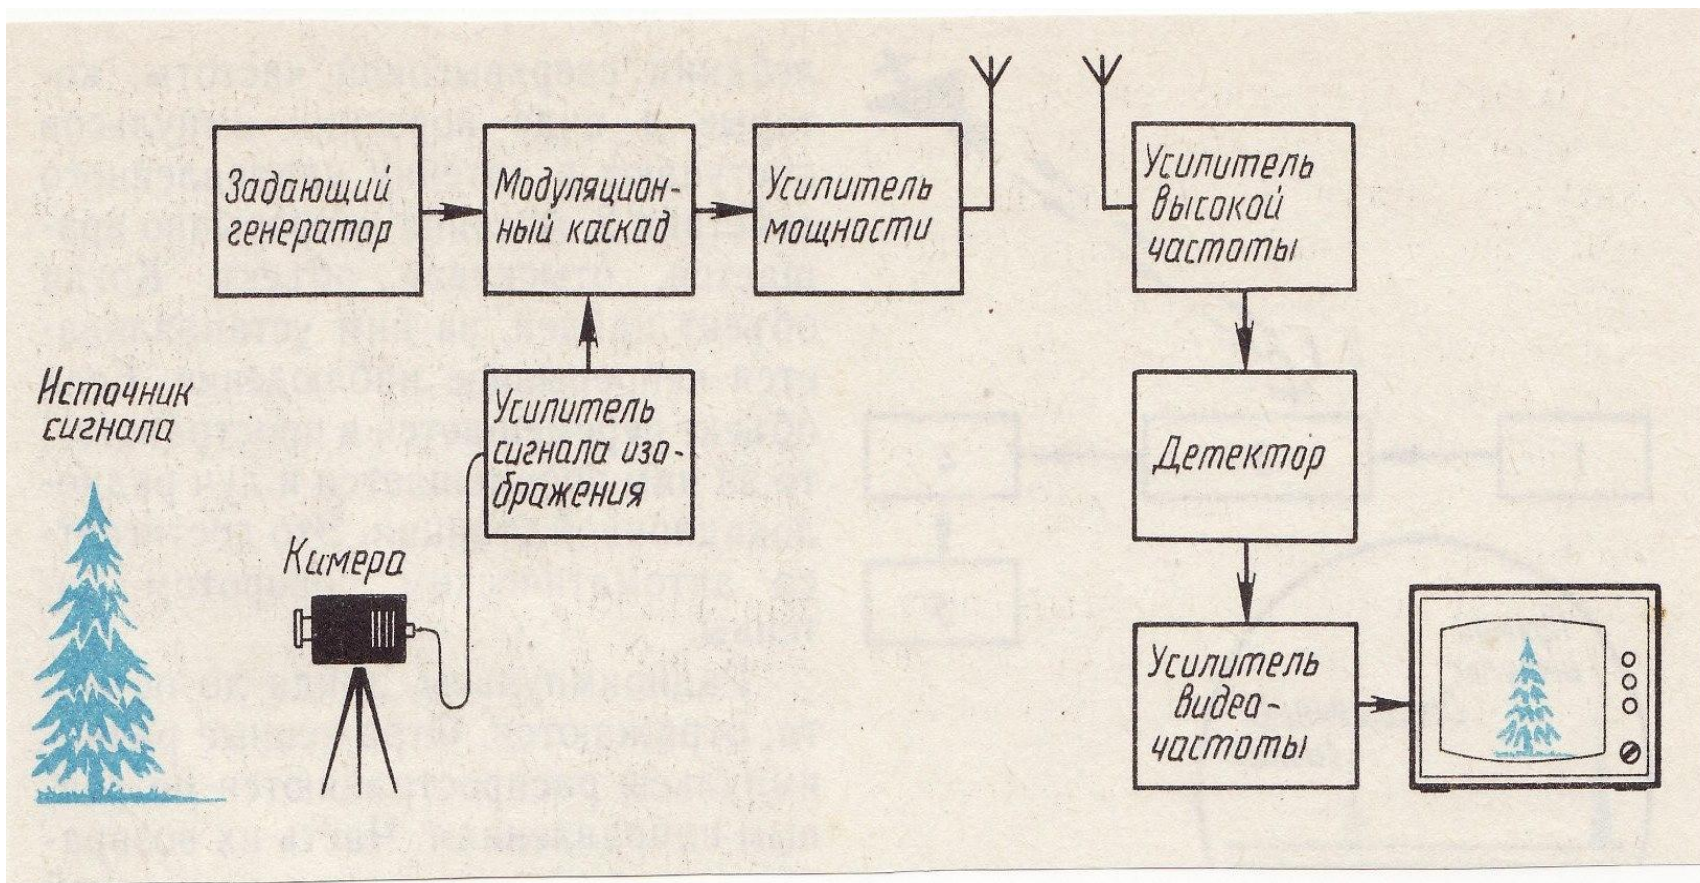 Задающий
генератор
Модуляцион-
ный каскад
Усилитель
мощности
Усилитель
высокой
частоты
Источник
сигнала
Усилитель
сигнала изо-
бражения
Кимера
Детектор
Усилитель
видео-
частоты